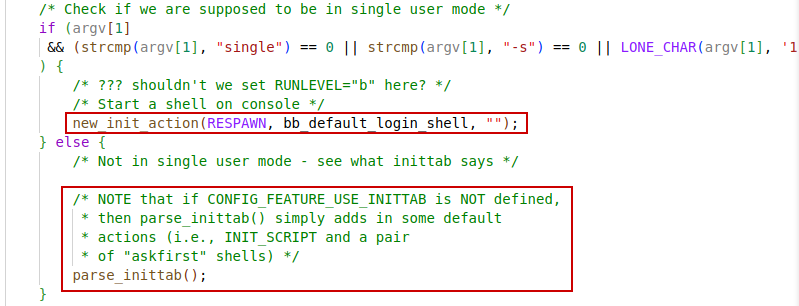 /* Check if we are supposed to be in single user mode */
if (argv[1]
&& (strcmp(argv[1], "single") == 0 || strcmp(argv[1], "-s") == 0 || LONE_CHAR(argv[1], '1
) {
/* ??? shouldn't we set RUNLEVEL="b" here? */
/* Start a shell on console */
new_init_action(RESPAWN, bb_default_login_shell, "");
} else {
/* Not in single user mode - see what inittab says */
/* NOTE that if CONFIG_FEATURE_USE_INITTAB is NOT defined,
* then parse_inittab() simply adds in some default
* actions (i.e., INIT_SCRIPT and a pair
* of "askfirst" shells) */
parse_inittab();
}